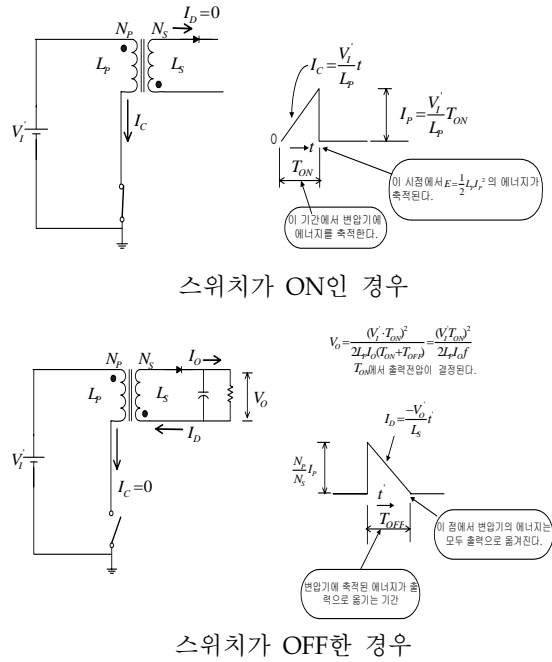 N_P N_S I_D=0
L_P L_S
V_I'
I_C
I_C = V_I'/L_P t
I_P = V_I'/L_P T_ON
0 t
T_ON
이 시점에서 E=1/2 L_P I_P² 의 에너지가
축적된다.
이 기간에서 변압기에
에너지를 축적한다.
스위치가 ON인 경우
N_P N_S I_O
L_P L_S V_O
I_D
V_I'
I_C=0
V_O = (V_I'·T_ON)²/2L_P I_O(T_ON+T_OFF) = (V_I' T_ON)²/2L_P I_O f
T_ON에서 출력전압이 결정된다.
I_D = -V_O'/L_S t'
N_P/N_S I_P
t'
T_OFF
이 점에서 변압기의 에너지는
모두 출력으로 옮겨진다.
변압기에 축적된 에너지가 출
력으로 옮기는 기간
스위치가 OFF한 경우